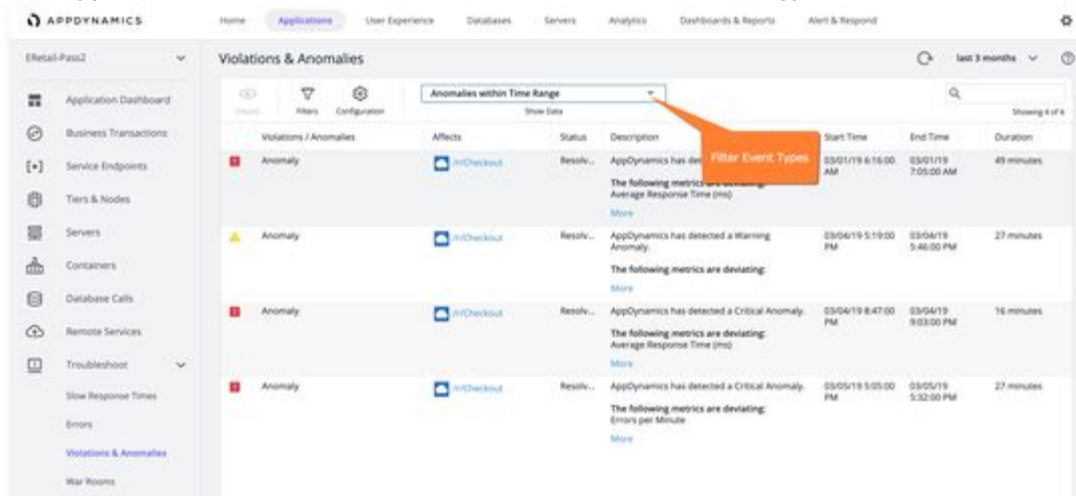 APPDYNAMICS
Home Applications User Experience Databases Servers Analytics Dashboards & Reports Alert & Respond
ERetail-Pass2
Violations & Anomalies
last 3 months
Application Dashboard
Business Transactions
Service Endpoints
Tiers & Nodes
Servers
Containers
Database Calls
Remote Services
Troubleshoot
Slow Response Times
Errors
Violations & Anomalies
War Rooms
Details Filters Configuration
Anomalies within Time Range
Show Data
Showing 4 of 4
Filter Event Types
Violations / Anomalies Affects Status Description Start Time End Time Duration
Anomaly /r/Checkout Resolv... AppDynamics has det 03/01/19 6:16:00 03/01/19 49 minutes
AM 7:05:00 AM
The following metrics are deviating:
Average Response Time (ms)
More
Anomaly /r/Checkout Resolv... AppDynamics has detected a Warning 03/04/19 5:19:00 03/04/19 27 minutes
Anomaly. PM 5:46:00 PM
The following metrics are deviating:
More
Anomaly /r/Checkout Resolv... AppDynamics has detected a Critical Anomaly. 03/04/19 8:47:00 03/04/19 16 minutes
PM 9:03:00 PM
The following metrics are deviating:
Average Response Time (ms)
More
Anomaly /r/Checkout Resolv... AppDynamics has detected a Critical Anomaly. 03/05/19 5:05:00 03/05/19 27 minutes
PM 5:32:00 PM
The following metrics are deviating:
Errors per Minute
More